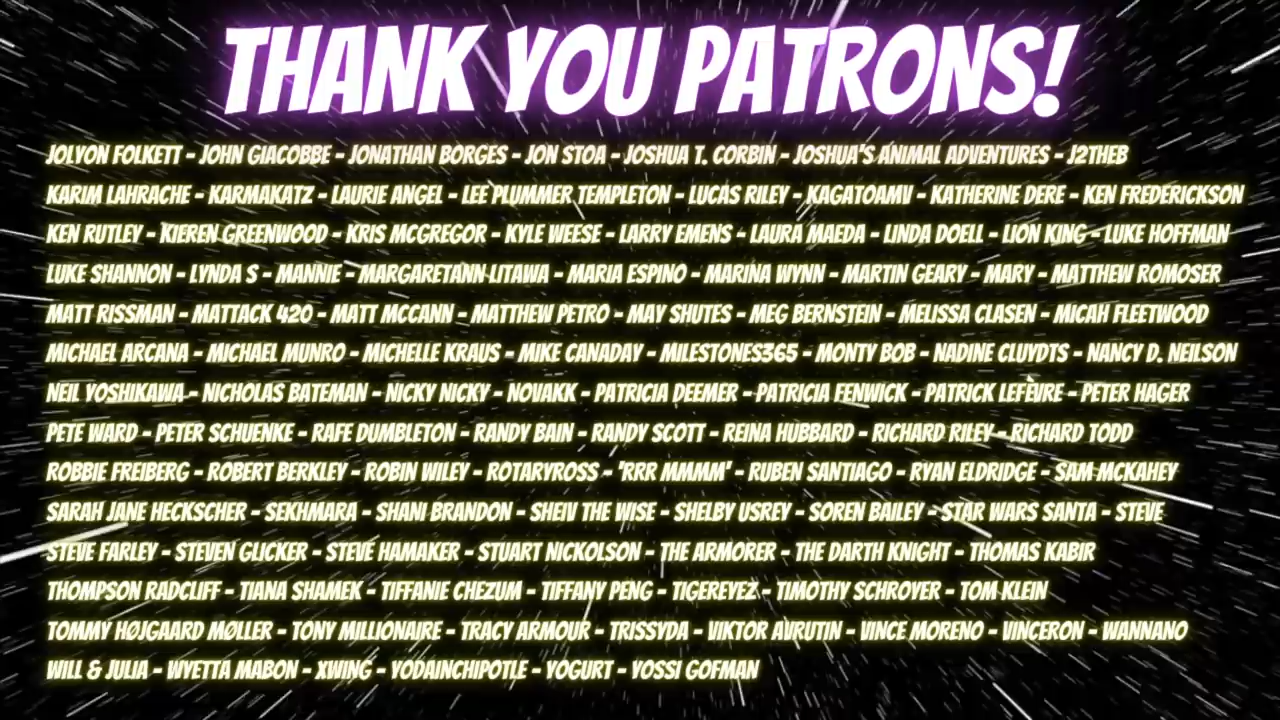 THANK YOU PATRONS!
JOLYON FOLKETT - JOHN GIACOBBE - JONATHAN BORGES - JON STOA - JOSHUA T. CORBIN - JOSHUA'S ANIMAL ADVENTURES - J2THEB
KARIM LAHRACHE - KARMAKATZ - LAURIE ANGEL - LEE PLUMMER TEMPLETON - LUCAS RILEY - KAGATOAMV - KATHERINE DERE - KEN FREDERICKSON
KEN RUTLEY - KIEREN GREENWOOD - KRIS MCGREGOR - KYLE WEESE - LARRY EMENS - LAURA MAEDA - LINDA DOELL - LION KING - LUKE HOFFMAN
LUKE SHANNON - LYNDA S - MANNIE - MARGARETANN LITAWA - MARIA ESPINO - MARINA WYNN - MARTIN GEARY - MARY - MATTHEW ROMOSER
MATT RISSMAN - MATTACK 420 - MATT MCCANN - MATTHEW PETRO - MAY SHUTES - MEG BERNSTEIN - MELISSA CLASEN - MICAH FLEETWOOD
MICHAEL ARCANA - MICHAEL MUNRO - MICHELLE KRAUS - MIKE CANADAY - MILESTONES365 - MONTY BOB - NADINE CLUYDTS - NANCY D. NEILSON
NEIL YOSHIKAWA - NICHOLAS BATEMAN - NICKY NICKY - NOVAKK - PATRICIA DEEMER - PATRICIA FENWICK - PATRICK LEFÈVRE - PETER HAGER
PETE WARD - PETER SCHUENKE - RAFE DUMBLETON - RANDY BAIN - RANDY SCOTT - REINA HUBBARD - RICHARD RILEY - RICHARD TODD
ROBBIE FREIBERG - ROBERT BERKLEY - ROBIN WILEY - ROTARYROSS - 'RRR MMMM' - RUBEN SANTIAGO - RYAN ELDRIDGE - SAM MCKAHEY
SARAH JANE HECKSCHER - SEKHMARA - SHANI BRANDON - SHEIV THE WISE - SHELBY USREY - SOREN BAILEY - STAR WARS SANTA - STEVE
STEVE FARLEY - STEVEN GLICKER - STEVE HAMAKER - STUART NICKOLSON - THE ARMORER - THE DARTH KNIGHT - THOMAS KABIR
THOMPSON RADCLIFF - TIANA SHAMEK - TIFFANIE CHEZUM - TIFFANY PENG - TIGEREYEZ - TIMOTHY SCHROYER - TOM KLEIN
TOMMY HØJGAARD MØLLER - TONY MILLIONAIRE - TRACY ARMOUR - TRISSYDA - VIKTOR AVRUTIN - VINCE MORENO - VINCERON - WANNANO
WILL & JULIA - WYETTA MABON - XWING - YODAINCHIPOTLE - YOGURT - YOSSI GOFMAN